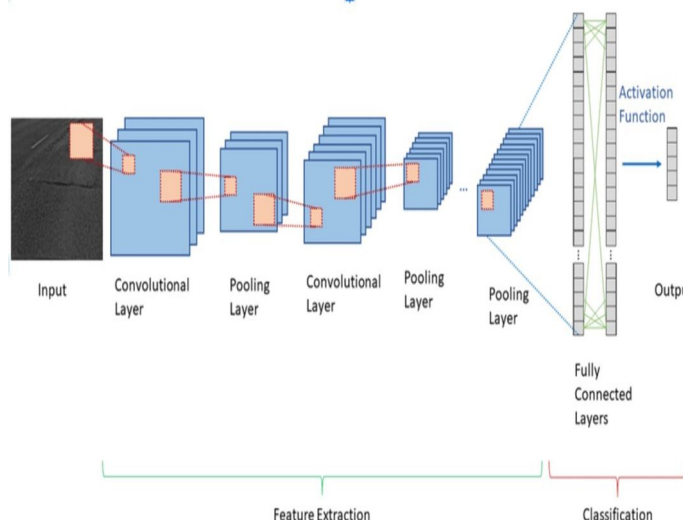 Activation
Function
Input
Convolutional
Layer
Pooling
Layer
Convolutional
Layer
Pooling
Layer
Pooling
Layer
Output
Fully
Connected
Layers
Feature Extraction
Classification